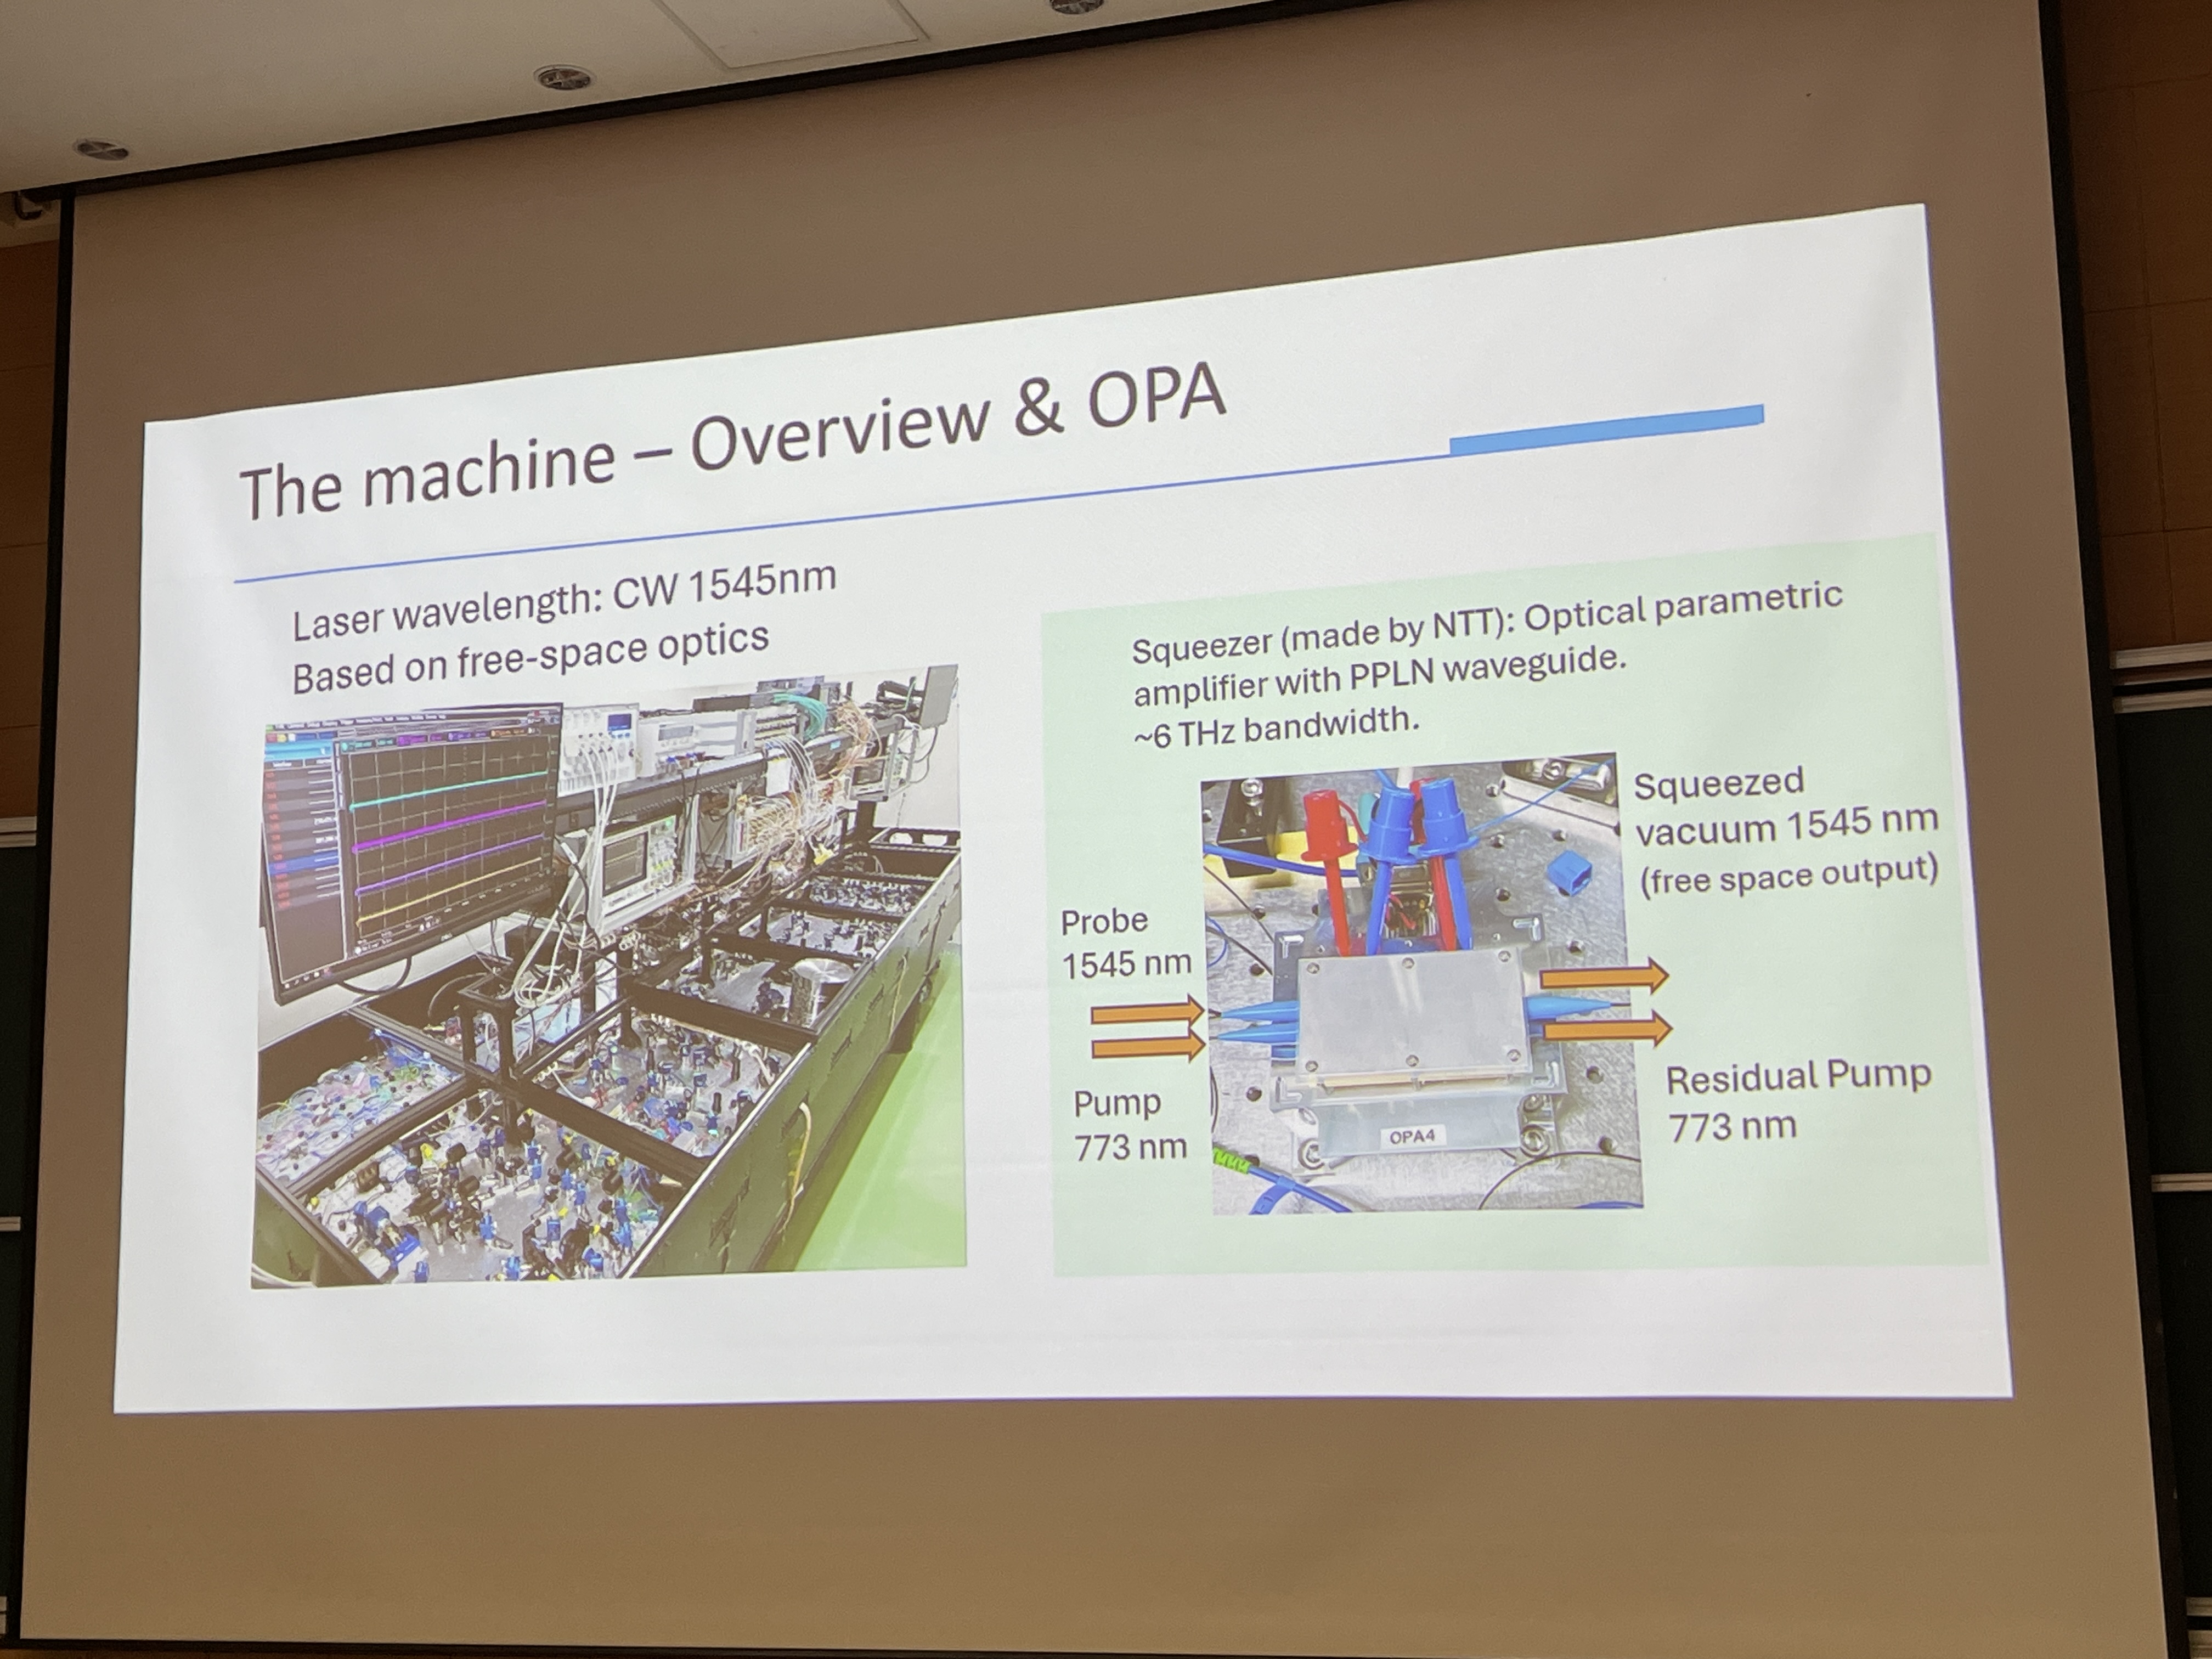 The machine – Overview & OPA
Laser wavelength: CW 1545nm
Based on free-space optics
Squeezer (made by NTT): Optical parametric
amplifier with PPLN waveguide.
~6 THz bandwidth.
Squeezed
vacuum 1545 nm
(free space output)
Probe
1545 nm
Pump
773 nm
Residual Pump
773 nm
OPA4